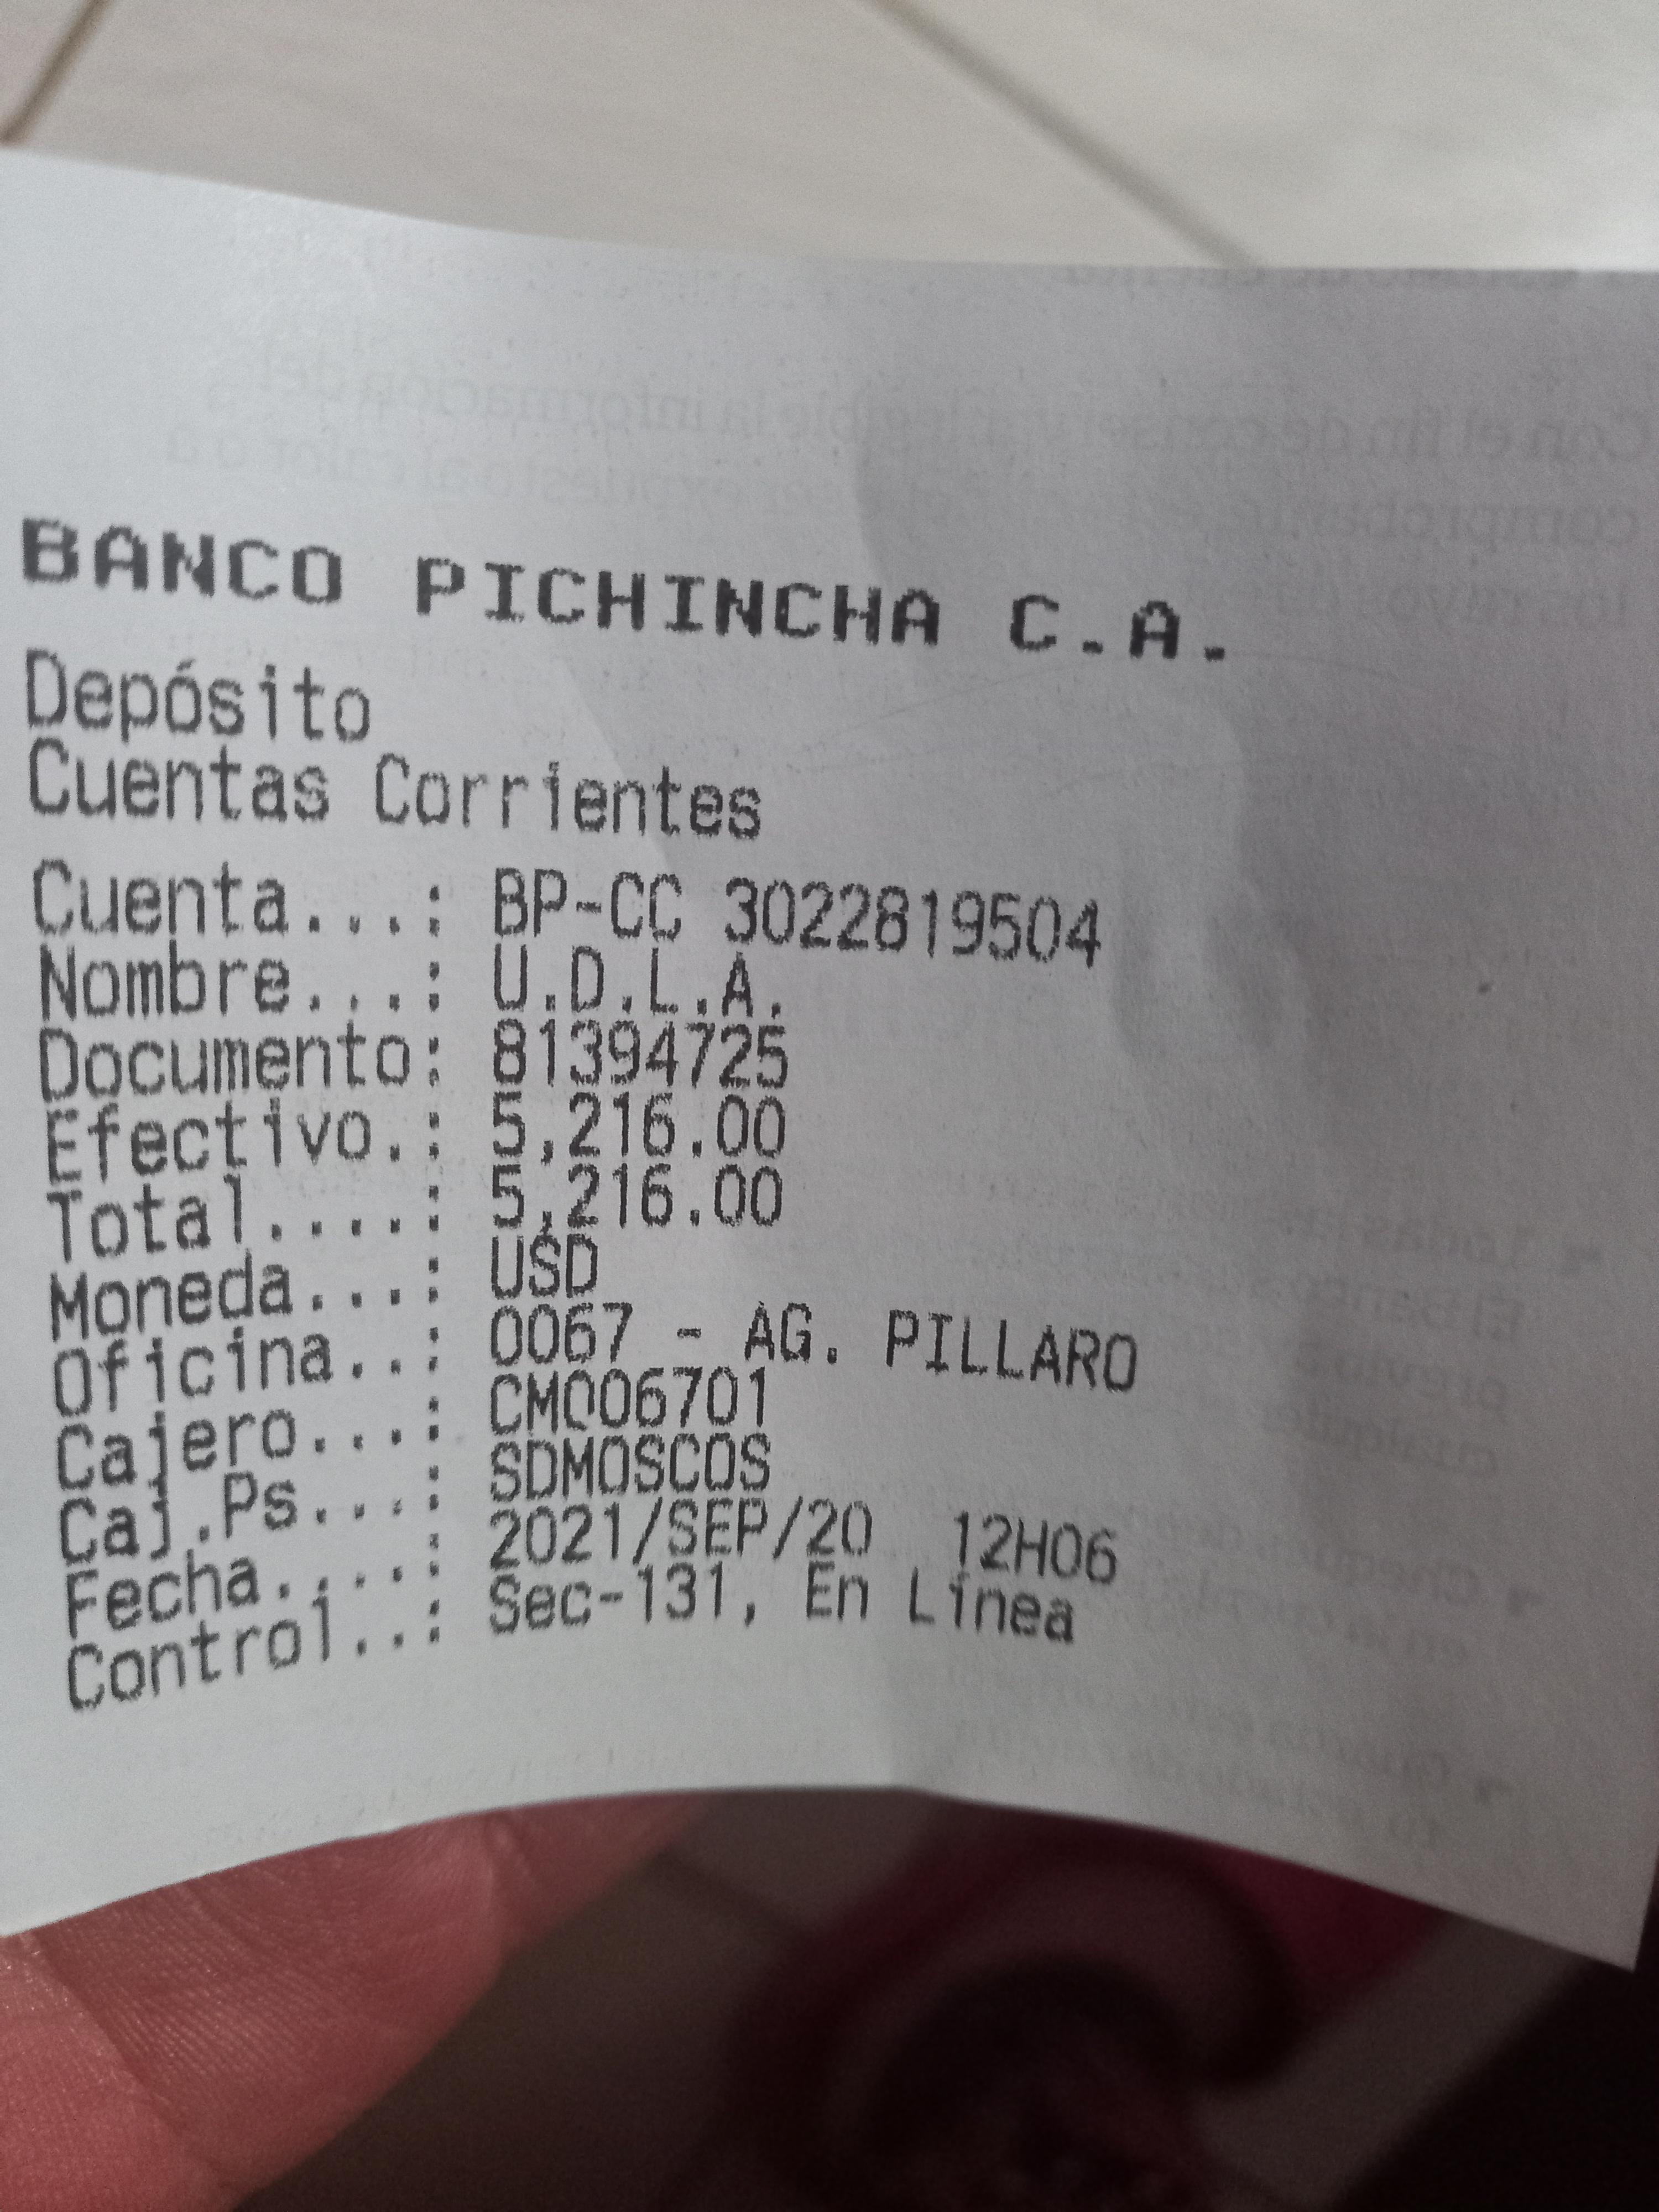 BANCO PICHINCHA C.A.
Depósito
Cuentas Corrientes
Cuenta...: BP-CC 3022819504
Nombre...: U.D.L.A.
Documento: 81394725
Efectivo.: 5,216.00
Total....: 5,216.00
Moneda...: USD
Oficina..: 0067 - AG. PILLARO
Cajero...: CM006701
Caj.Ps...: SDMOSCOS
Fecha....: 2021/SEP/20 12H06
Control..: Sec-131, En Línea